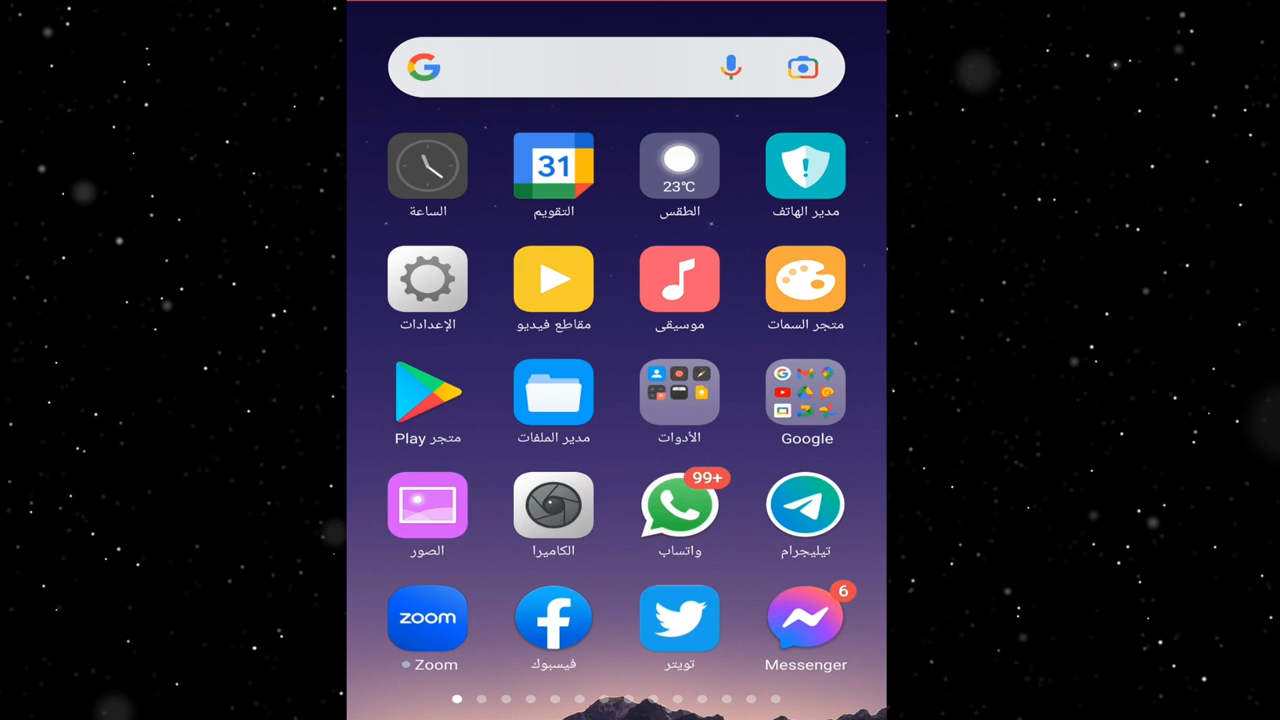 31
23℃
مدير الهاتف
الطقس
التقويم
الساعة
متجر السمات
موسيقى
مقاطع فيديو
الإعدادات
Google
الأدوات
مدير الملفات
متجر Play
99+
تيليجرام
واتساب
الكاميرا
الصور
6
zoom
Messenger
تويتر
فيسبوك
Zoom